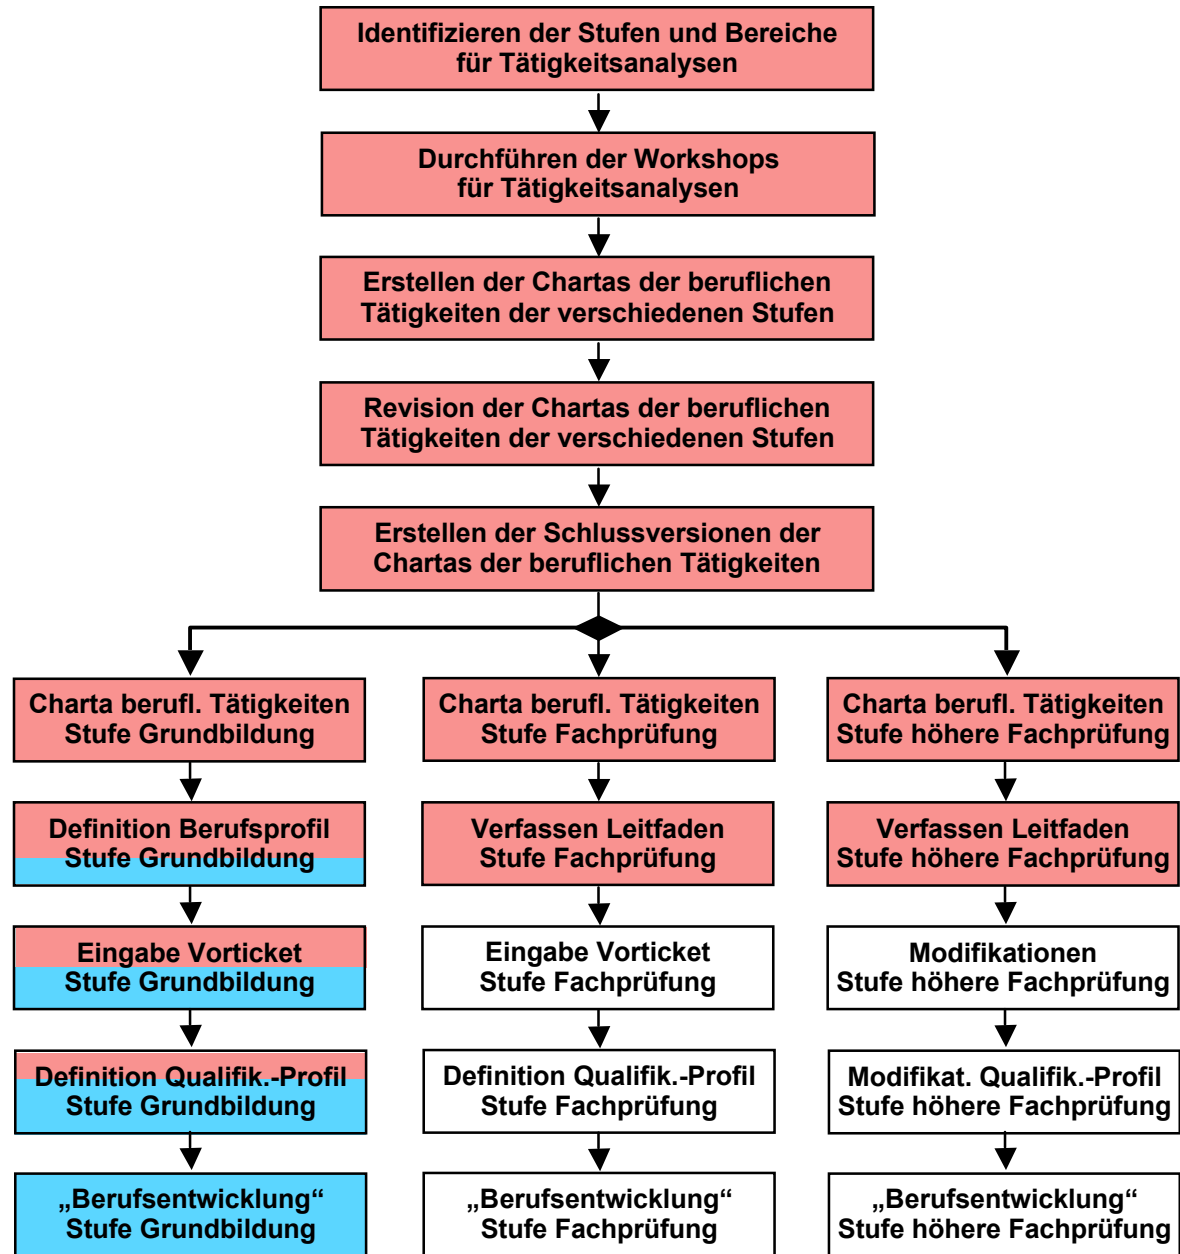 Identifizieren der Stufen und Bereiche
für Tätigkeitsanalysen
Durchführen der Workshops
für Tätigkeitsanalysen
Erstellen der Chartas der beruflichen
Tätigkeiten der verschiedenen Stufen
Revision der Chartas der beruflichen
Tätigkeiten der verschiedenen Stufen
Erstellen der Schlussversionen der
Chartas der beruflichen Tätigkeiten
Charta berufl. Tätigkeiten
Stufe Grundbildung
Charta berufl. Tätigkeiten
Stufe Fachprüfung
Charta berufl. Tätigkeiten
Stufe höhere Fachprüfung
Definition Berufsprofil
Stufe Grundbildung
Verfassen Leitfaden
Stufe Fachprüfung
Verfassen Leitfaden
Stufe höhere Fachprüfung
Eingabe Vorticket
Stufe Grundbildung
Eingabe Vorticket
Stufe Fachprüfung
Modifikationen
Stufe höhere Fachprüfung
Definition Qualifik.-Profil
Stufe Grundbildung
Definition Qualifik.-Profil
Stufe Fachprüfung
Modifikat. Qualifik.-Profil
Stufe höhere Fachprüfung
„Berufsentwicklung“
Stufe Grundbildung
„Berufsentwicklung“
Stufe Fachprüfung
„Berufsentwicklung“
Stufe höhere Fachprüfung